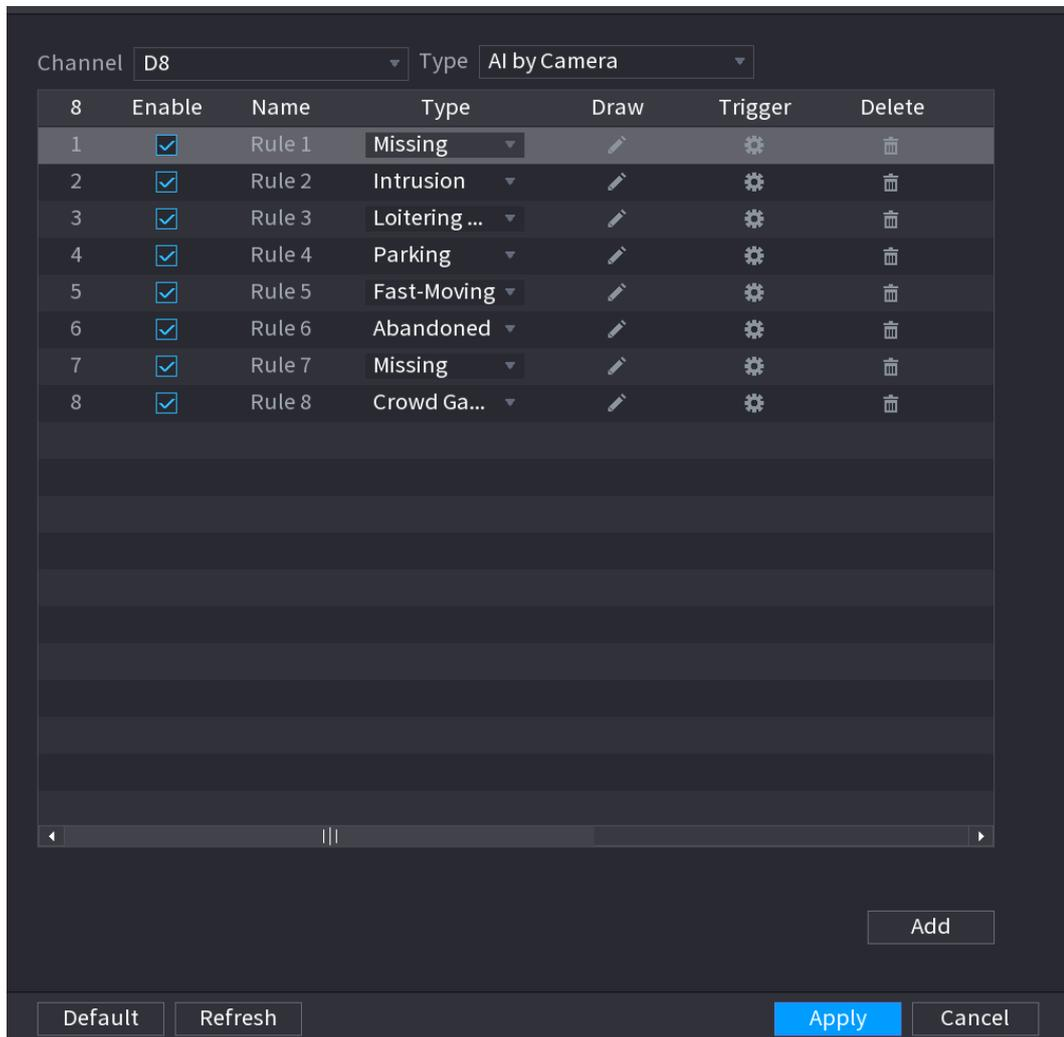 Channel D8 Type AI by Camera
8 Enable Name Type Draw Trigger Delete
1 Rule 1 Missing
2 Rule 2 Intrusion
3 Rule 3 Loitering ...
4 Rule 4 Parking
5 Rule 5 Fast-Moving
6 Rule 6 Abandoned
7 Rule 7 Missing
8 Rule 8 Crowd Ga...
Add
Default Refresh Apply Cancel